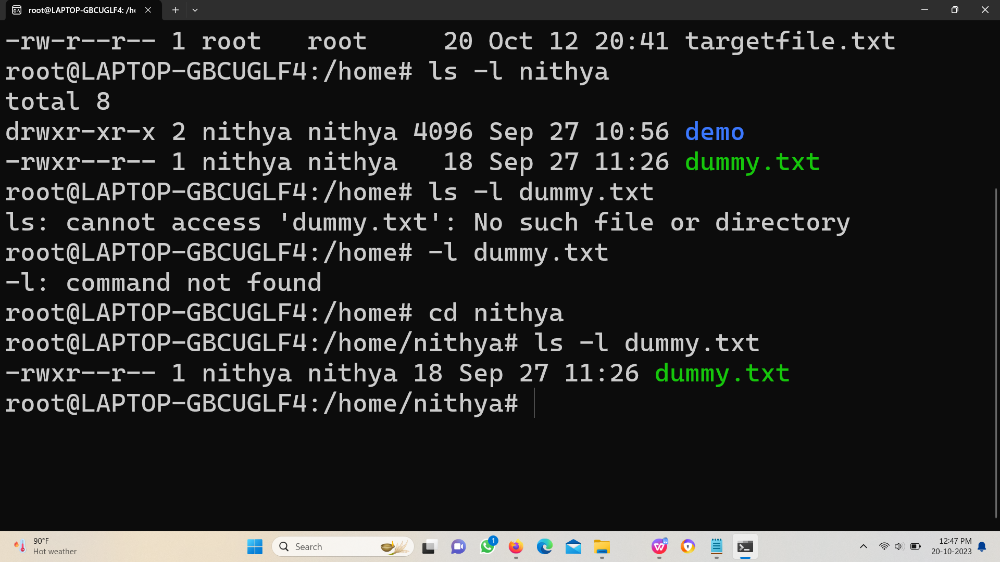 root@LAPTOP-GBCUGLF4: /h
-rw-r--r-- 1 root   root     20 Oct 12 20:41 targetfile.txt
root@LAPTOP-GBCUGLF4:/home# ls -l nithya
total 8
drwxr-xr-x 2 nithya nithya 4096 Sep 27 10:56 demo
-rwxr--r-- 1 nithya nithya   18 Sep 27 11:26 dummy.txt
root@LAPTOP-GBCUGLF4:/home# ls -l dummy.txt
ls: cannot access 'dummy.txt': No such file or directory
root@LAPTOP-GBCUGLF4:/home# -l dummy.txt
-l: command not found
root@LAPTOP-GBCUGLF4:/home# cd nithya
root@LAPTOP-GBCUGLF4:/home/nithya# ls -l dummy.txt
-rwxr--r-- 1 nithya nithya 18 Sep 27 11:26 dummy.txt
root@LAPTOP-GBCUGLF4:/home/nithya#
90°F
Hot weather
Search
1
12:47 PM
20-10-2023